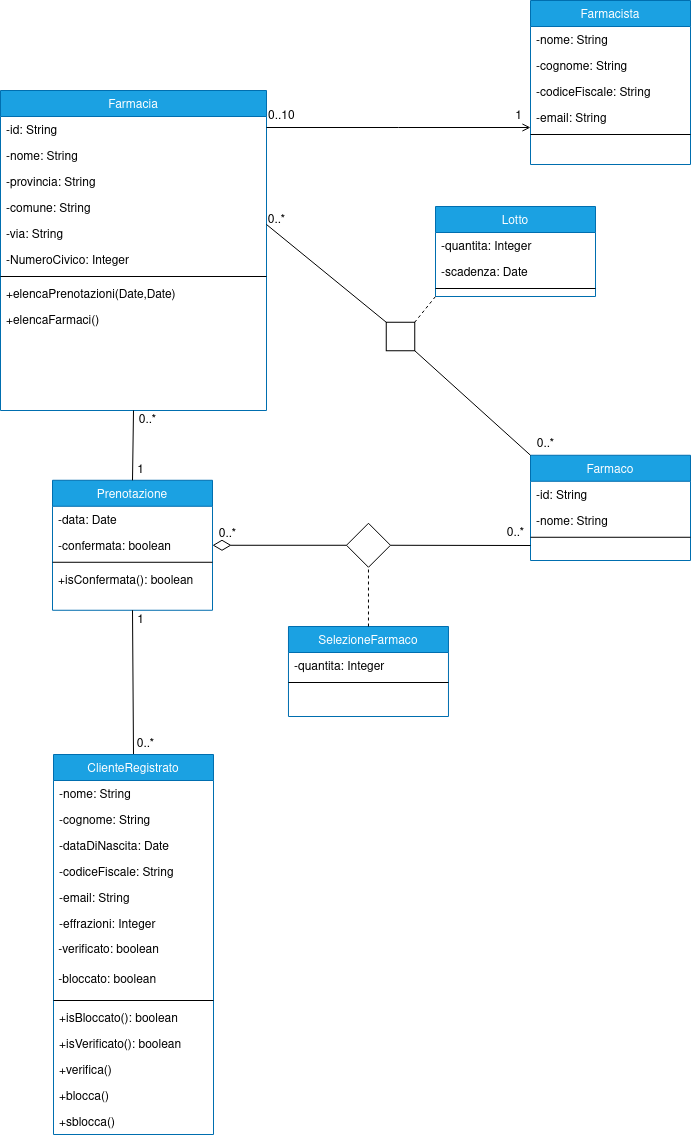 Farmacista
-nome: String
-cognome: String
-codiceFiscale: String
-email: String
Farmacia
-id: String
-nome: String
-provincia: String
-comune: String
-via: String
-NumeroCivico: Integer
+elencaPrenotazioni(Date,Date)
+elencaFarmaci()
0..10
1
0..*
Lotto
-quantita: Integer
-scadenza: Date
0..*
0..*
1
Farmaco
-id: String
-nome: String
Prenotazione
-data: Date
-confermata: boolean
+isConfermata(): boolean
0..*
0..*
SelezioneFarmaco
-quantita: Integer
1
0..*
ClienteRegistrato
-nome: String
-cognome: String
-dataDiNascita: Date
-codiceFiscale: String
-email: String
-effrazioni: Integer
-verificato: boolean
-bloccato: boolean
+isBloccato(): boolean
+isVerificato(): boolean
+verifica()
+blocca()
+sblocca()